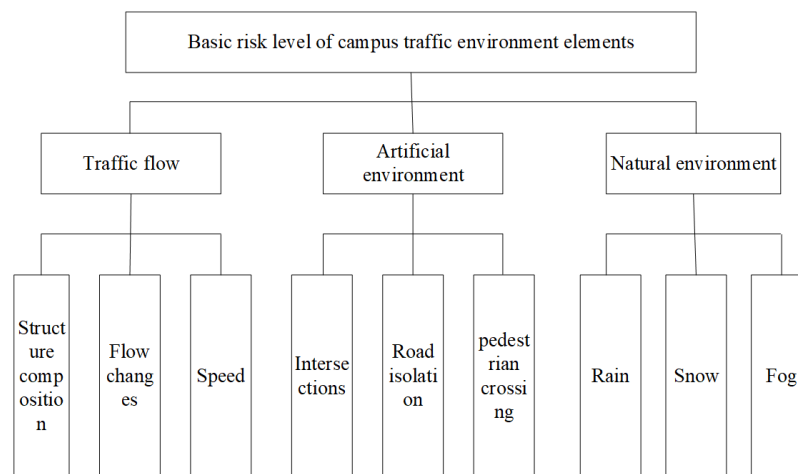 Basic risk level of campus traffic environment elements
Traffic flow
Artificial
environment
Natural environment
Struct
ure
comp
ositio
n
Flow
chang
es
Speed
Interse
ctions
Road
isolati
on
pedest
rian
crossi
ng
Rain
Snow
Fog